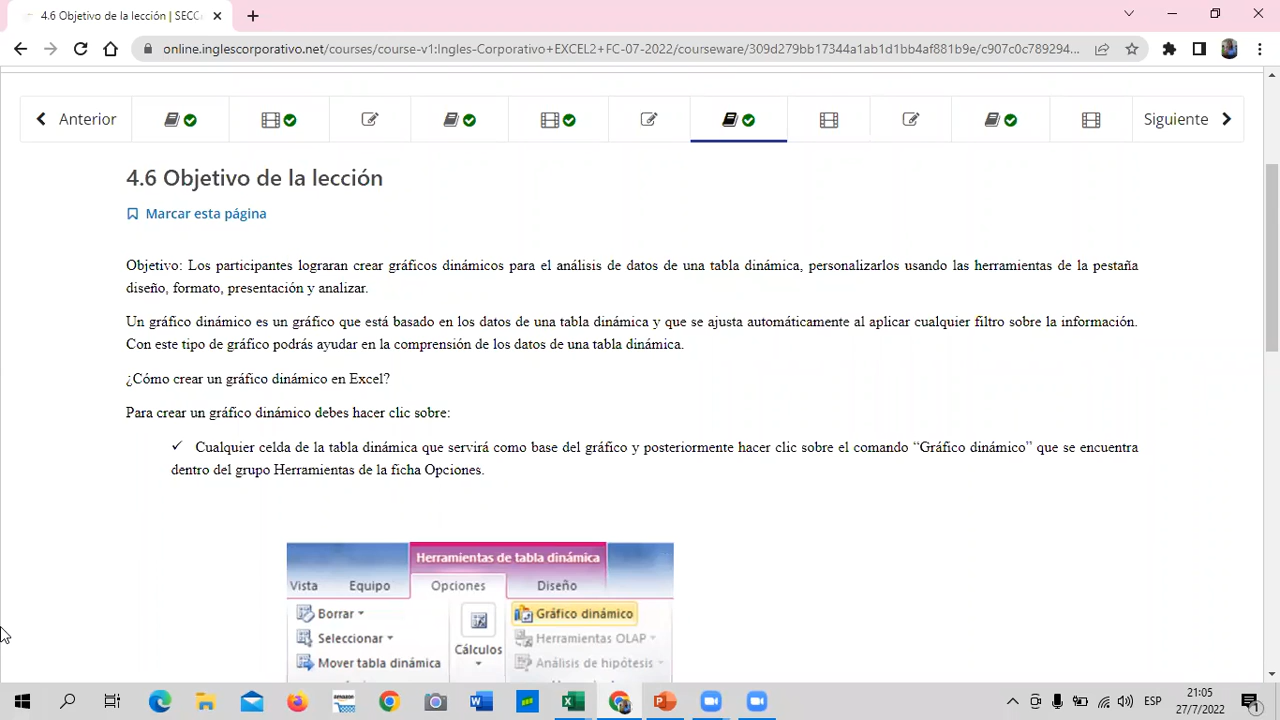 4.6 Objetivo de la lección | SECC
online.inglescorporativo.net/courses/course-v1:Ingles-Corporativo+EXCEL2+FC-07-2022/courseware/309d279bb17344a1ab1d1bb4af881b9e/c907c0c789294...
Anterior
Siguiente
4.6 Objetivo de la lección
Marcar esta página
Objetivo: Los participantes lograran crear gráficos dinámicos para el análisis de datos de una tabla dinámica, personalizarlos usando las herramientas de la pestaña
diseño, formato, presentación y analizar.
Un gráfico dinámico es un gráfico que está basado en los datos de una tabla dinámica y que se ajusta automáticamente al aplicar cualquier filtro sobre la información.
Con este tipo de gráfico podrás ayudar en la comprensión de los datos de una tabla dinámica.
¿Cómo crear un gráfico dinámico en Excel?
Para crear un gráfico dinámico debes hacer clic sobre:
✓ Cualquier celda de la tabla dinámica que servirá como base del gráfico y posteriormente hacer clic sobre el comando “Gráfico dinámico” que se encuentra
dentro del grupo Herramientas de la ficha Opciones.
Herramientas de tabla dinámica
Vista Equipo Opciones Diseño
Borrar Gráfico dinámico
Seleccionar Herramientas OLAP
Cálculos
Mover tabla dinámica Análisis de hipótesis
ESP
21:05
27/7/2022